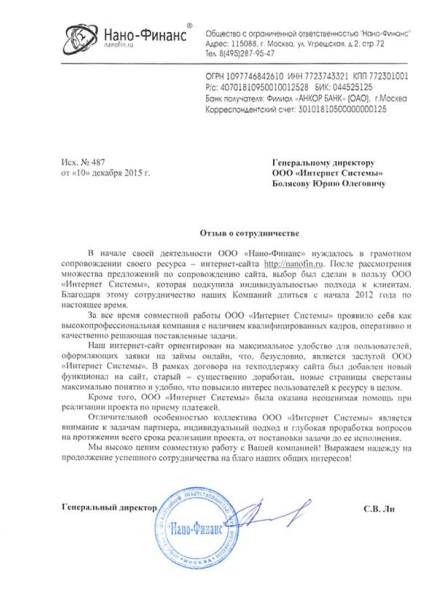 Нано-Финанс
nanofin.ru
Общество с ограниченной ответственностью "Нано-Финанс"
Адрес: 115088, г. Москва, ул. Угрешская, д. 2, стр.72
Тел. 8(495)287-95-47
ОГРН 1097746842610 ИНН 7723743321 КПП 772301001
Р/с: 40701810950010012528 БИК: 044525125
Банк получателя: Филиал «АНКОР БАНК» (ОАО), г.Москва
Корреспондентский счет: 30101810500000000125
Исх. № 487
от «10» декабря 2015 г.
Генеральному директору
ООО «Интернет Системы»
Болясову Юрию Олеговичу
Отзыв о сотрудничестве
В начале своей деятельности ООО «Нано-Финанс» нуждалось в грамотном
сопровождении своего ресурса – интернет-сайта http://nanofin.ru. После рассмотрения
множества предложений по сопровождению сайта, выбор был сделан в пользу ООО
«Интернет Системы», которая подкупила индивидуальностью подхода к клиентам.
Благодаря этому сотрудничество наших Компаний длиться с начала 2012 года по
настоящее время.
За все время совместной работы ООО «Интернет Системы» проявило себя как
высокопрофессиональная компания с наличием квалифицированных кадров, оперативно и
качественно решающая поставленные задачи.
Наш интернет-сайт ориентирован на максимальное удобство для пользователей,
оформляющих заявки на займы онлайн, что, безусловно, является заслугой ООО
«Интернет Системы». В рамках договора на техподдержку сайта был добавлен новый
функционал на сайт, старый – существенно доработан, новые страницы сверстаны
максимально понятно и удобно, что повысило интерес пользователей к ресурсу в целом.
Кроме того, ООО «Интернет Системы» была оказана неоценимая помощь при
реализации проекта по приему платежей.
Отличительной особенностью коллектива ООО «Интернет Системы» является
внимание к задачам партнера, индивидуальный подход и глубокая проработка вопросов
на протяжении всего срока реализации проекта, от постановки задачи до ее исполнения.
Мы высоко ценим совместную работу с Вашей компанией! Выражаем надежду на
продолжение успешного сотрудничества на благо наших общих интересов!
Генеральный директор
С.В. Ли
Нано-Финанс
МОСКВА